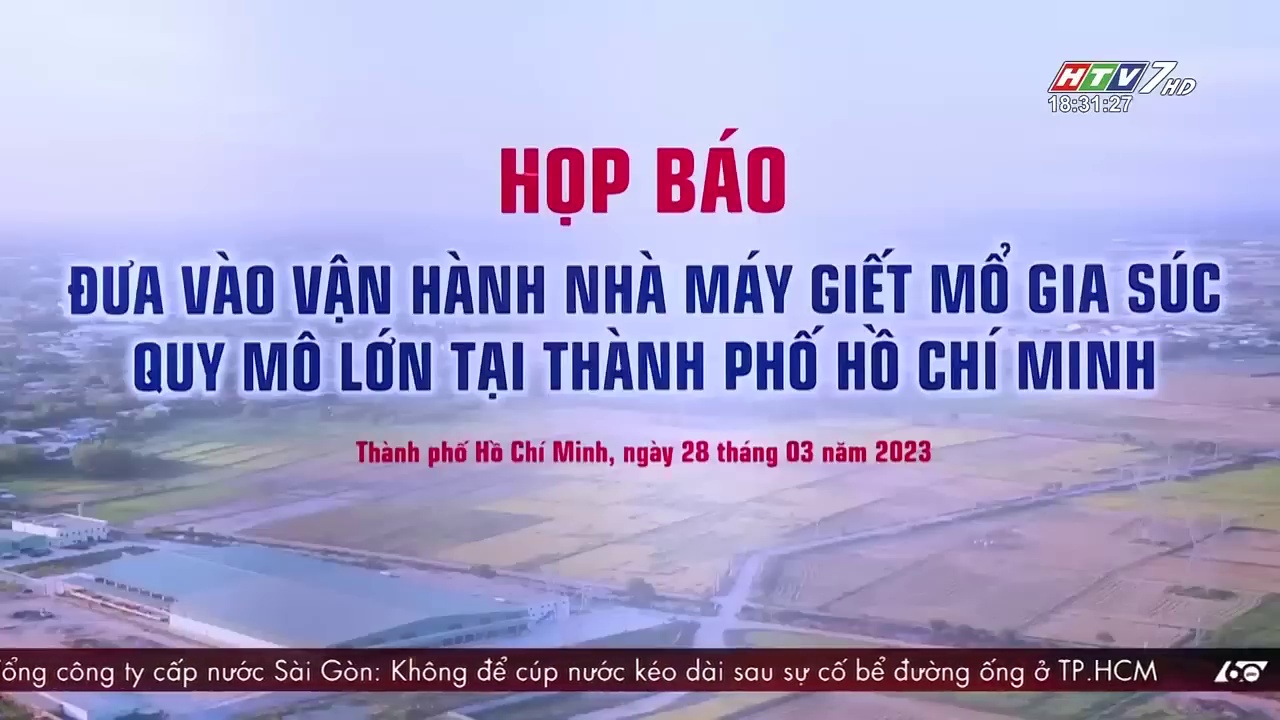 HTV7 HD
18:31:27
HỌP BÁO
ĐƯA VÀO VẬN HÀNH NHÀ MÁY GIẾT MỔ GIA SÚC
QUY MÔ LỚN TẠI THÀNH PHỐ HỒ CHÍ MINH
Thành phố Hồ Chí Minh, ngày 28 tháng 03 năm 2023
công ty cấp nước Sài Gòn: Không để cúp nước kéo dài sau sự cố bể đường ống ở TP.HCM